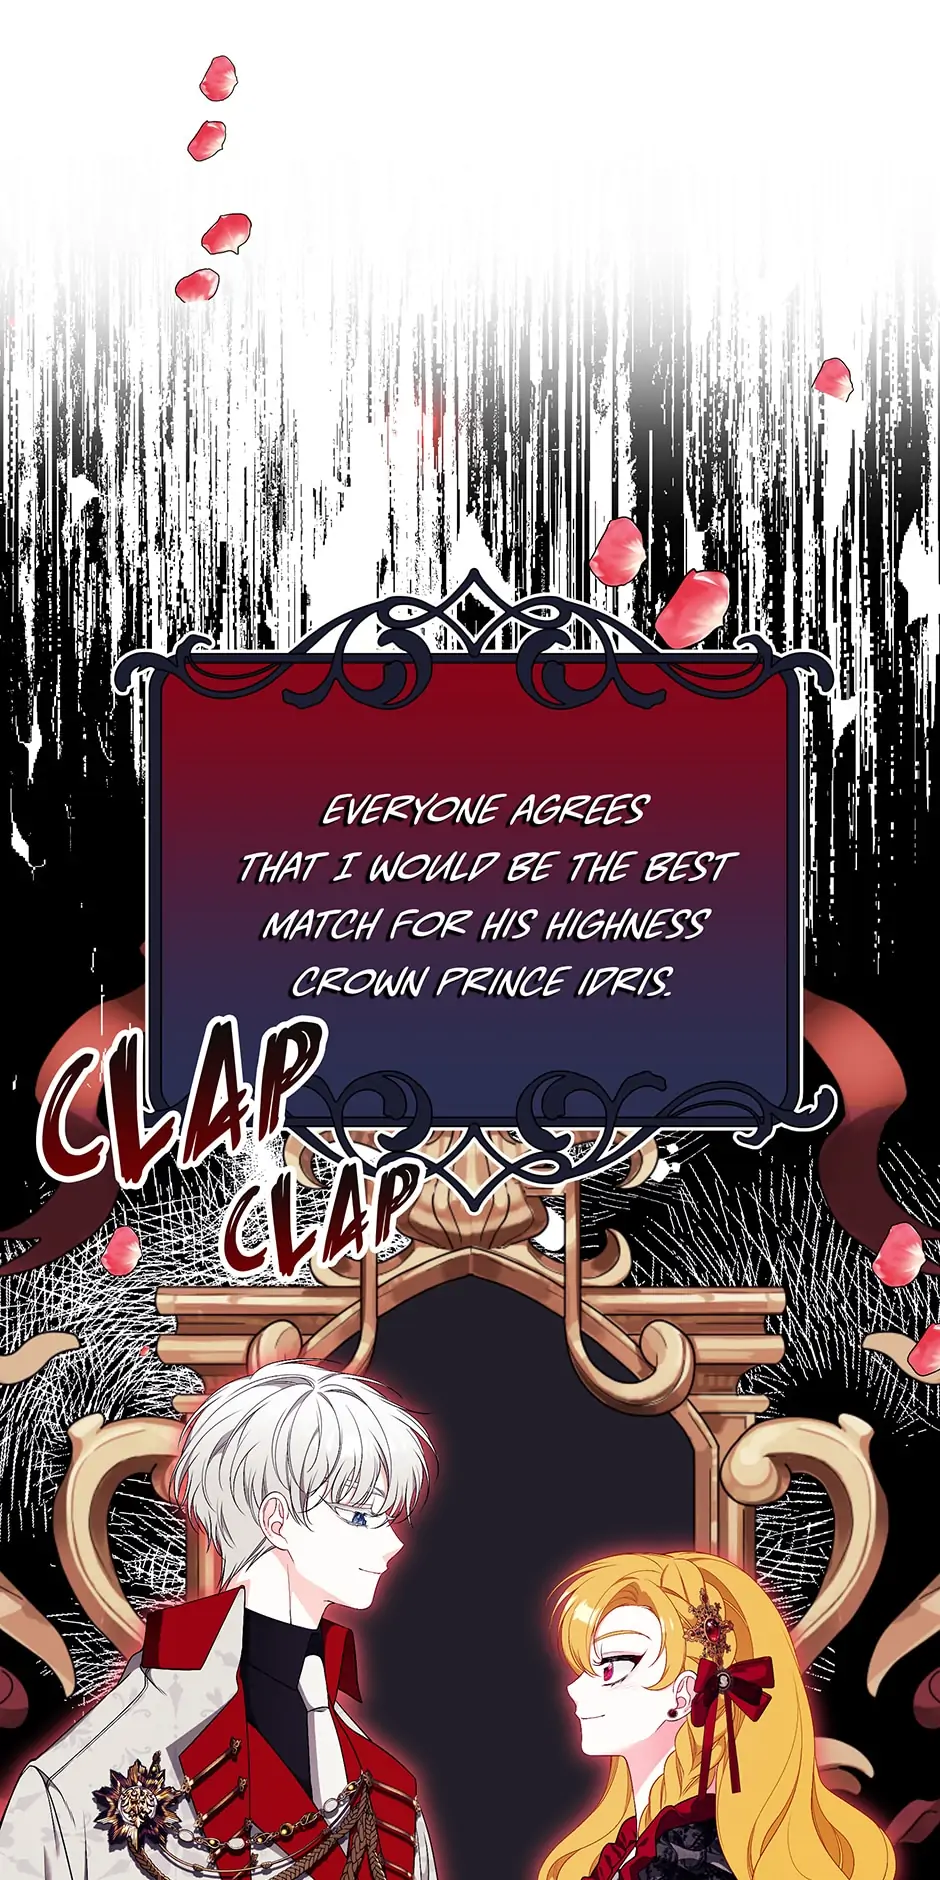 EVERYONE AGREES
THAT I WOULD BE THE BEST
MATCH FOR HIS HIGHNESS
CROWN PRINCE IDRIS.
CLAP
CLAP